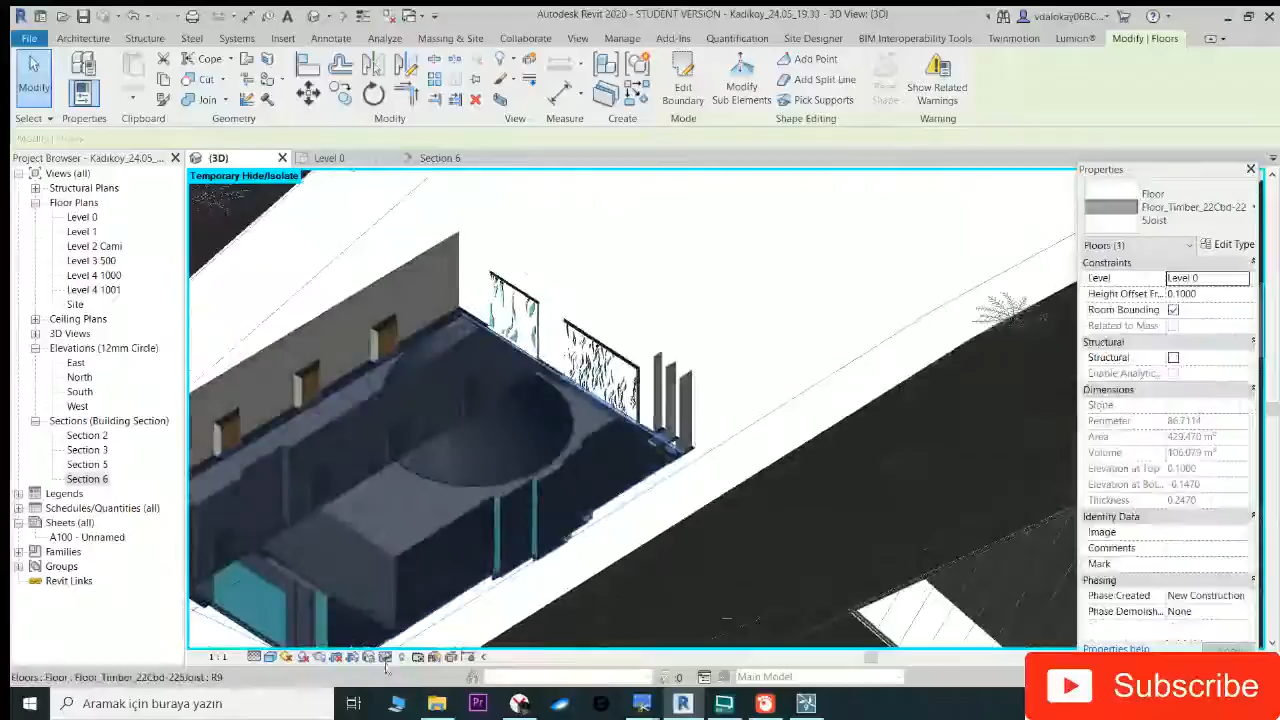 Autodesk Revit 2020 - STUDENT VERSION - Kadikoy_24.05_19.33 - 3D View: {3D}
vdalokay06BC...
File Architecture Structure Steel Systems Insert Annotate Analyze Massing & Site Collaborate View Manage Add-Ins Quantification Site Designer BIM Interoperability Tools Twinmotion Lumion® Modify | Floors
Cope
Cut
Join
Modify
Edit Boundary
Modify Sub Elements
Add Point
Add Split Line
Pick Supports
Reset Shape
Show Related Warnings
Select Properties Clipboard Geometry Modify View Measure Create Mode Shape Editing Warning
Modify | Floors
Project Browser - Kadikoy_24.05_...
{3D}
Level 0
Section 6
Temporary Hide/Isolate
Views (all)
Structural Plans
Floor Plans
Level 0
Level 1
Level 2 Cami
Level 3 500
Level 4 1000
Level 4 1001
Site
Ceiling Plans
3D Views
Elevations (12mm Circle)
East
North
South
West
Sections (Building Section)
Section 2
Section 3
Section 5
Section 6
Legends
Schedules/Quantities (all)
Sheets (all)
A100 - Unnamed
Families
Groups
Revit Links
Properties
Floor
Floor_Timber_22Cbd-22
5Joist
Floors (1)
Edit Type
Constraints
Level Level 0
Height Offset Fr... 0.1000
Room Bounding
Related to Mass
Structural
Structural
Enable Analytic...
Dimensions
Slope
Perimeter 86.7114
Area 429.470 m²
Volume 106.079 m³
Elevation at Top 0.1000
Elevation at Bot... -0.1470
Thickness 0.2470
Identity Data
Image
Comments
Mark
Phasing
Phase Created New Construction
Phase Demolish... None
Properties help
1 : 1
Floors : Floor : Floor_Timber_22Cbd-225Joist : R9
:0
Main Model
Aramak için buraya yazın
Subscribe